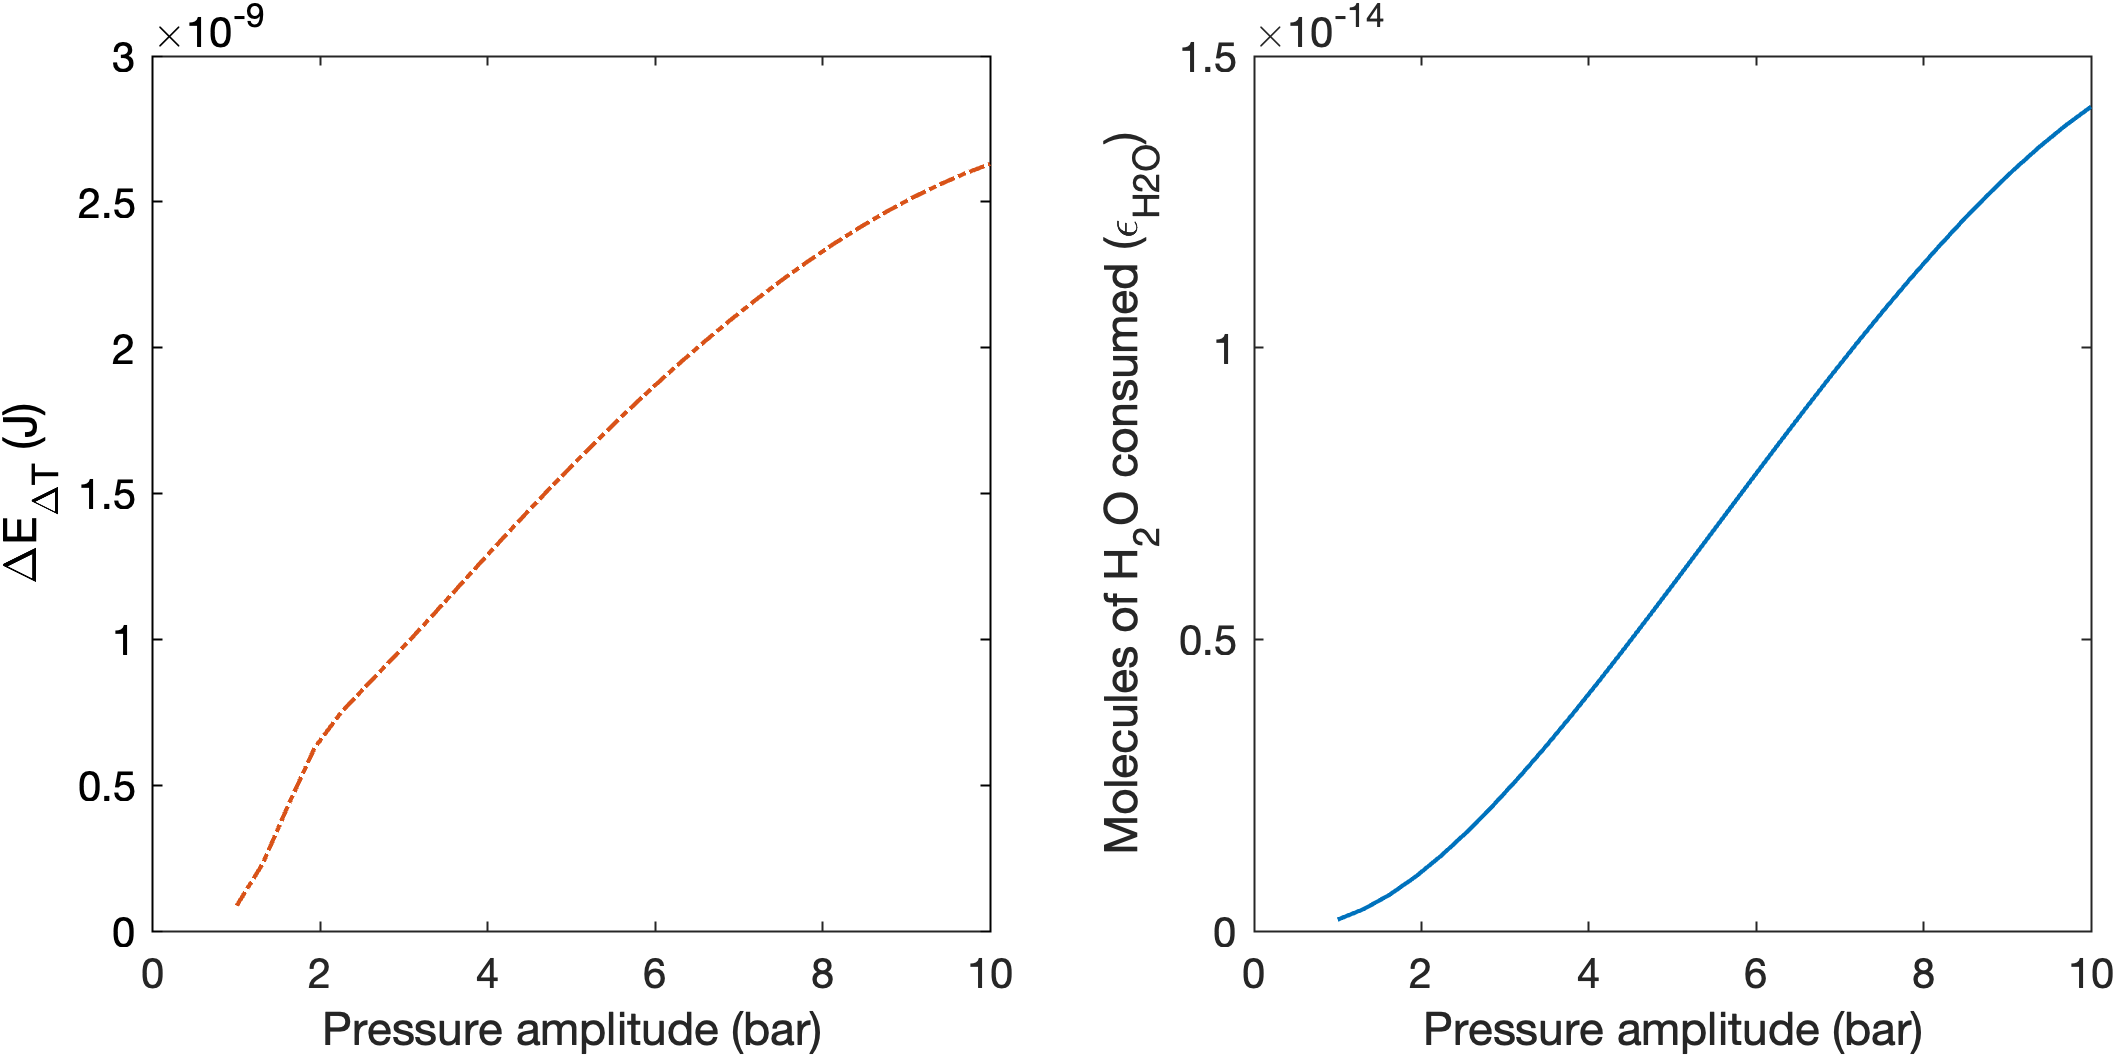 ×10⁻⁹
3
2.5
2
1.5
1
0.5
0
0 2 4 6 8 10
Pressure amplitude (bar)
ΔE_ΔT (J)
×10⁻¹⁴
1.5
1
0.5
0
0 2 4 6 8 10
Pressure amplitude (bar)
Molecules of H₂O consumed (ϵ_H2O)